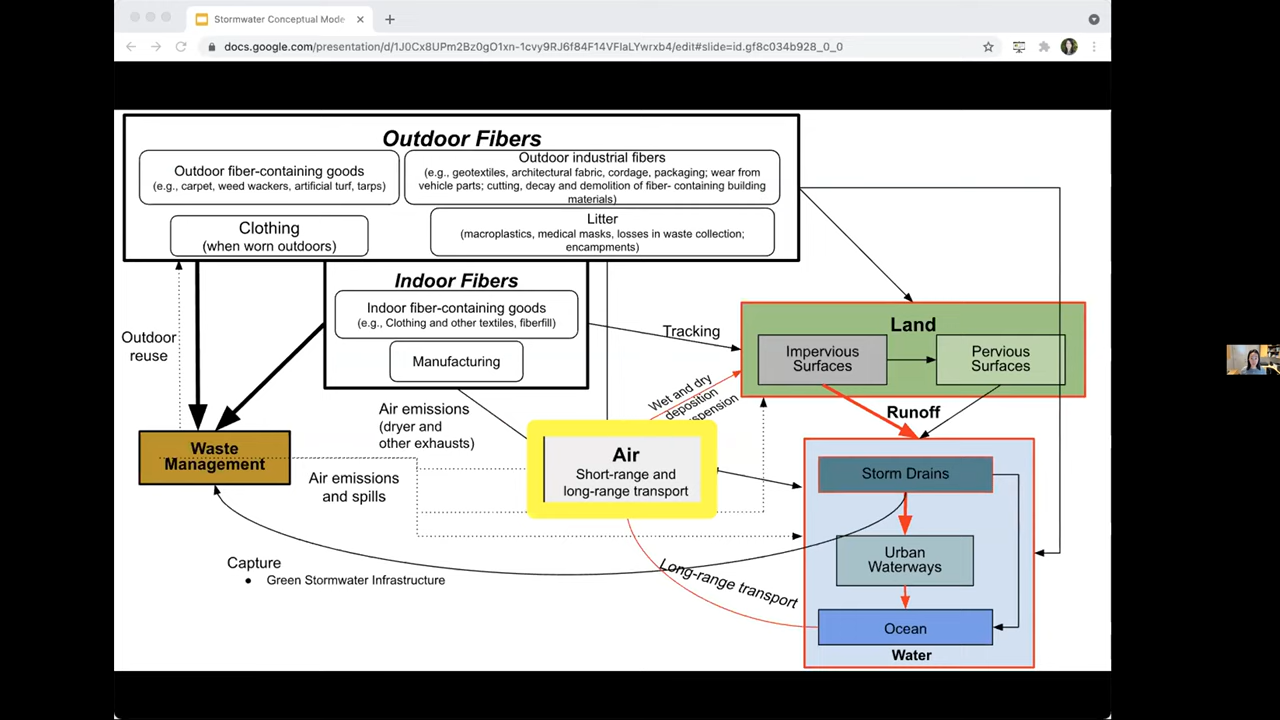 Stormwater Conceptual Mode
docs.google.com/presentation/d/1J0Cx8UPm2Bz0gO1xn-1cvy9RJ6f84F14VFlaLYwrxb4/edit#slide=id.gf8c034b928_0_0
Outdoor Fibers
Outdoor fiber-containing goods
(e.g., carpet, weed wackers, artificial turf, tarps)
Outdoor industrial fibers
(e.g., geotextiles, architectural fabric, cordage, packaging; wear from
vehicle parts; cutting, decay and demolition of fiber- containing building
materials)
Clothing
(when worn outdoors)
Litter
(macroplastics, medical masks, losses in waste collection;
encampments)
Indoor Fibers
Indoor fiber-containing goods
(e.g., Clothing and other textiles, fiberfill)
Manufacturing
Outdoor
reuse
Tracking
Land
Impervious
Surfaces
Pervious
Surfaces
Wet and dry
deposition
spension
Runoff
Air emissions
(dryer and
other exhausts)
Waste
Management
Air emissions
and spills
Air
Short-range and
long-range transport
Storm Drains
Urban
Waterways
Ocean
Water
Long-range transport
Capture
● Green Stormwater Infrastructure